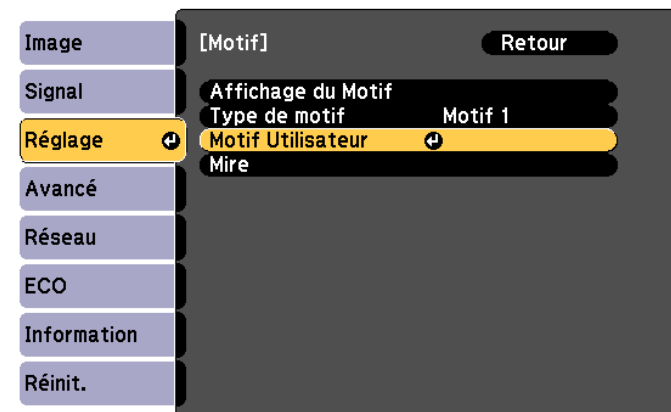 Image
Signal
Réglage
Avancé
Réseau
ECO
Information
Réinit.
[Motif] Retour
Affichage du Motif
Type de motif Motif 1
Motif Utilisateur
Mire